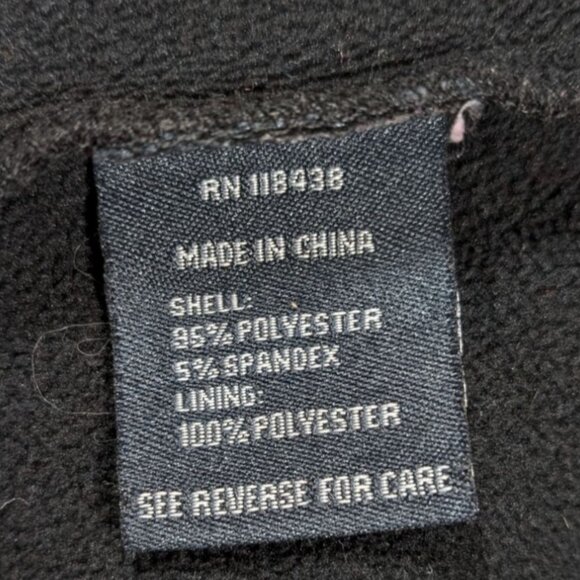 RN 118438
MADE IN CHINA
SHELL:
95% POLYESTER
5% SPANDEX
LINING:
100% POLYESTER
SEE REVERSE FOR CARE